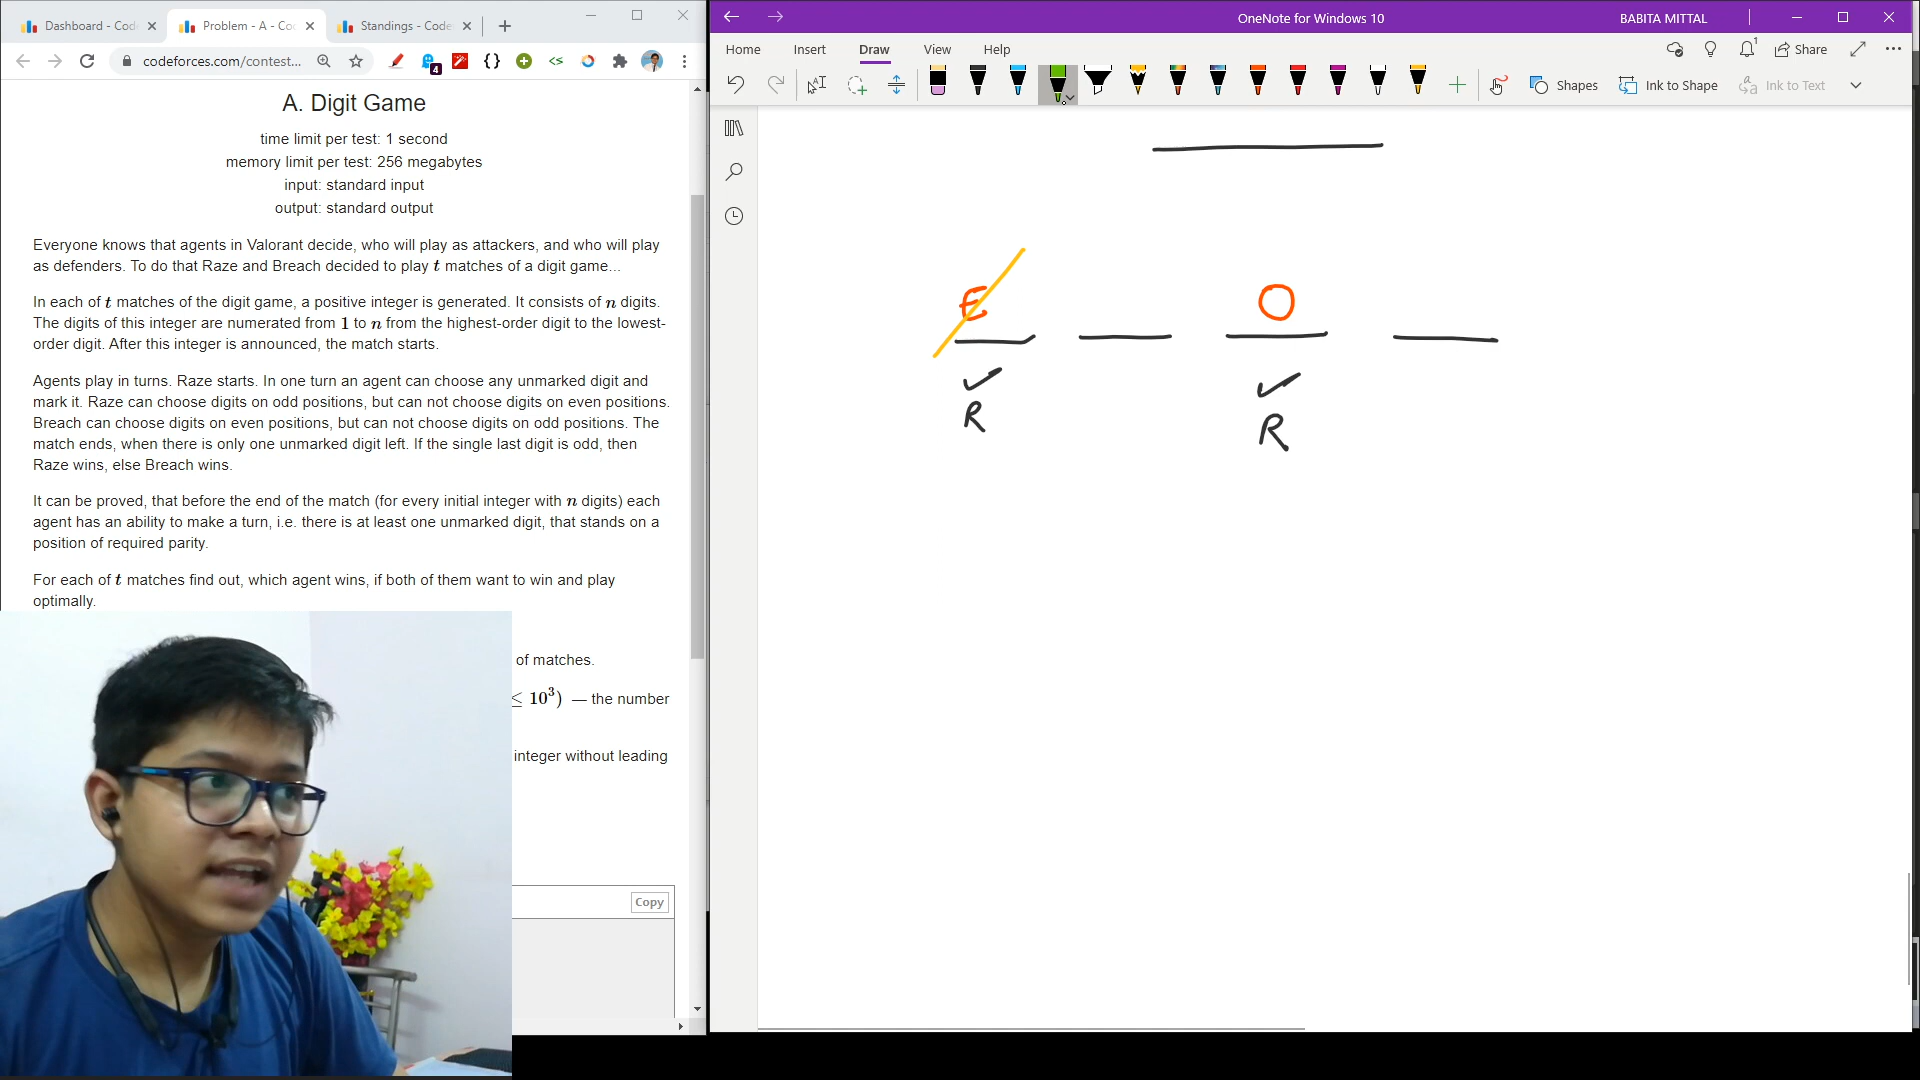 Dashboard - Cod
Problem - A - Co
Standings - Code
codeforces.com/contest...
4
A. Digit Game
time limit per test: 1 second
memory limit per test: 256 megabytes
input: standard input
output: standard output
Everyone knows that agents in Valorant decide, who will play as attackers, and who will play
as defenders. To do that Raze and Breach decided to play t matches of a digit game...
In each of t matches of the digit game, a positive integer is generated. It consists of n digits.
The digits of this integer are numerated from 1 to n from the highest-order digit to the lowest-
order digit. After this integer is announced, the match starts.
Agents play in turns. Raze starts. In one turn an agent can choose any unmarked digit and
mark it. Raze can choose digits on odd positions, but can not choose digits on even positions.
Breach can choose digits on even positions, but can not choose digits on odd positions. The
match ends, when there is only one unmarked digit left. If the single last digit is odd, then
Raze wins, else Breach wins.
It can be proved, that before the end of the match (for every initial integer with n digits) each
agent has an ability to make a turn, i.e. there is at least one unmarked digit, that stands on a
position of required parity.
For each of t matches find out, which agent wins, if both of them want to win and play
optimally.
of matches.
≤ 10³) — the number
integer without leading
Copy
OneNote for Windows 10
BABITA MITTAL
Home Insert Draw View Help
1
Share
Shapes
Ink to Shape
Ink to Text
E O
R R